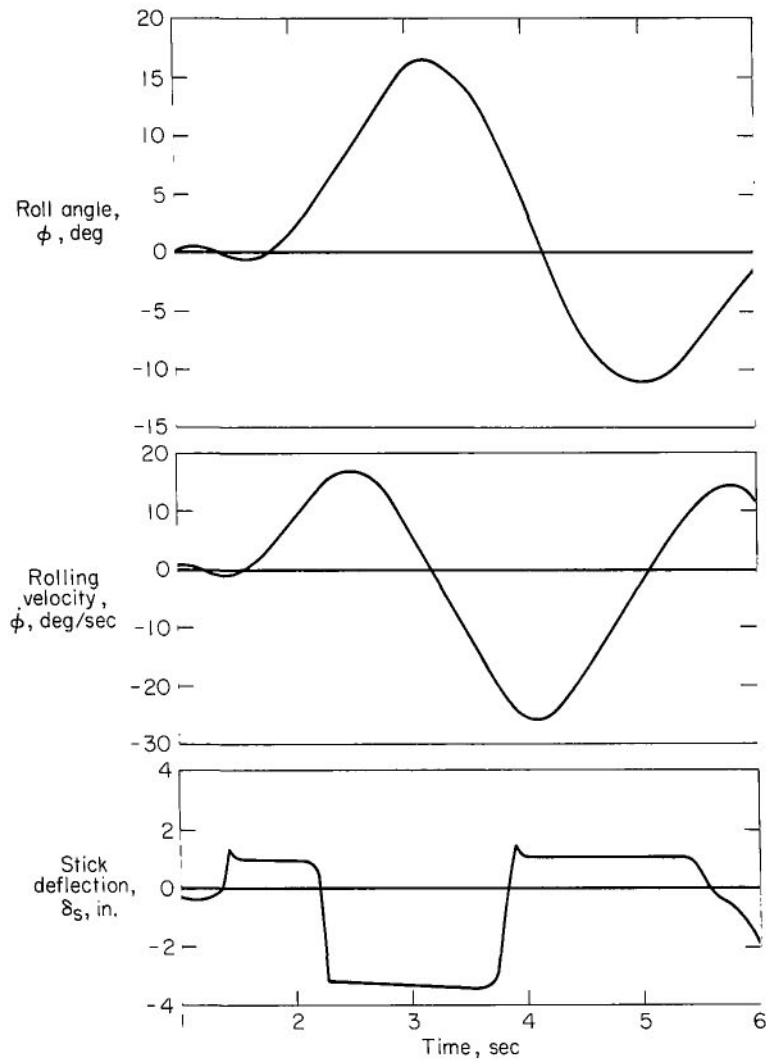 20
15
10
5
0
-5
-10
-15
Roll angle,
ϕ, deg
20
10
0
-10
-20
-30
Rolling
velocity,
ϕ̇, deg/sec
4
2
0
-2
-4
Stick
deflection,
δs, in.
1 2 3 4 5 6
Time, sec